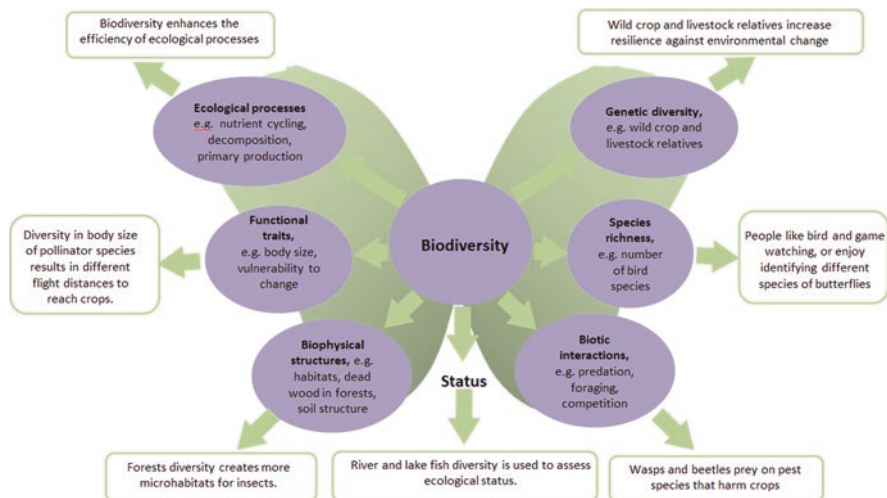 Biodiversity enhances the
efficiency of ecological processes
Wild crop and livestock relatives increase
resilience against environmental change
Ecological processes
e.g. nutrient cycling,
decomposition,
primary production
Genetic diversity,
e.g. wild crop and
livestock relatives
Diversity in body size
of pollinator species
results in different
flight distances to
reach crops.
Functional
traits,
e.g. body size,
vulnerability to
change
Biodiversity
Species
richness,
e.g. number
of bird
species
People like bird and game
watching, or enjoy
identifying different
species of butterflies
Biophysical
structures, e.g.
habitats, dead
wood in forests,
soil structure
Status
Biotic
interactions,
e.g. predation,
foraging,
competition
Forests diversity creates more
microhabitats for insects.
River and lake fish diversity is used to assess
ecological status.
Wasps and beetles prey on pest
species that harm crops